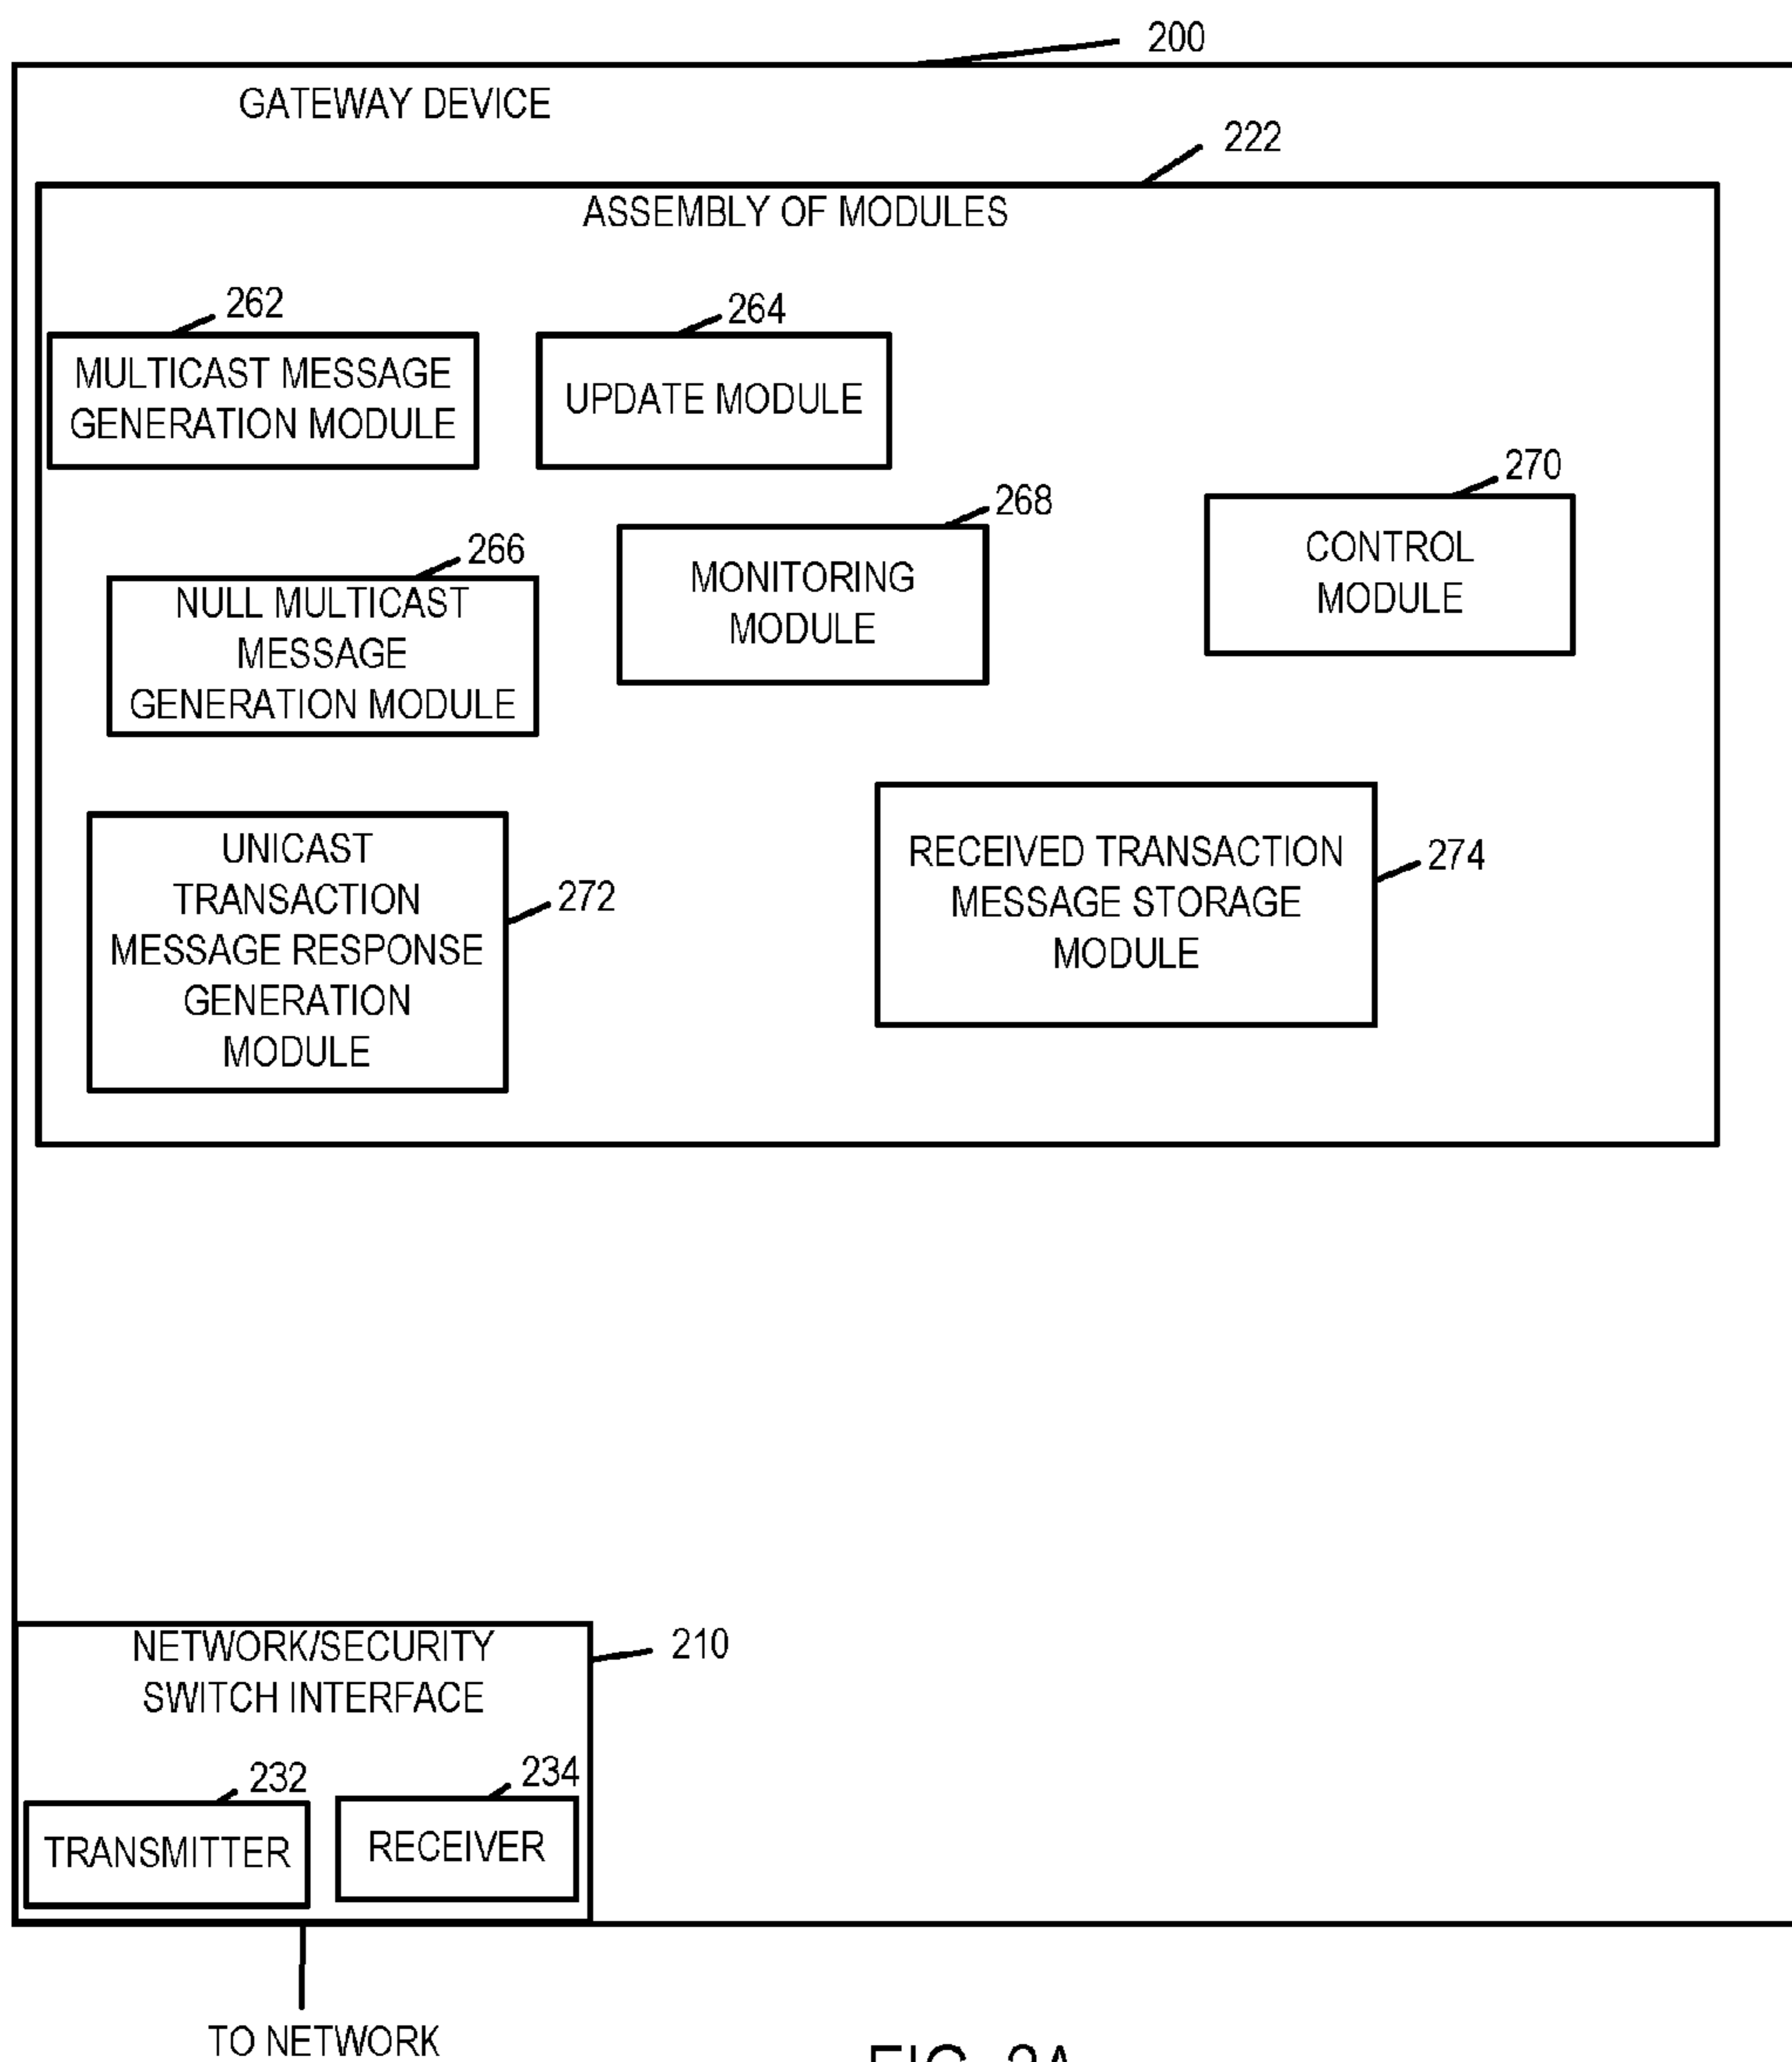 200
GATEWAY DEVICE
222
ASSEMBLY OF MODULES
262
MULTICAST MESSAGE
GENERATION MODULE
264
UPDATE MODULE
270
CONTROL
MODULE
268
MONITORING
MODULE
266
NULL MULTICAST
MESSAGE
GENERATION MODULE
UNICAST
TRANSACTION
MESSAGE RESPONSE
GENERATION
MODULE
272
RECEIVED TRANSACTION
MESSAGE STORAGE
MODULE
274
NETWORK/SECURITY
SWITCH INTERFACE
210
232
TRANSMITTER
234
RECEIVER
TO NETWORK
FIG.